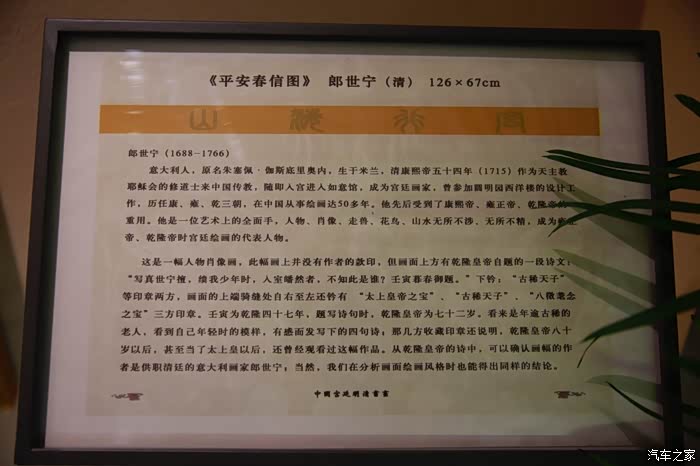 《平安春信图》 郎世宁（清） 126×67cm
郎世宁（1688-1766）
意大利人，原名朱塞佩·伽斯底里奥内，生于米兰，清康熙帝五十四年（1715）作为天主教
耶稣会的修道士来中国传教，随即入宫进入如意馆，成为宫廷画家，曾参加圆明园西洋楼的设计工
作，历任康、雍、乾三朝，在中国从事绘画达50多年。他先后受到了康熙帝、雍正帝、乾隆帝的
重用。他是一位艺术上的全面手，人物、肖像、走兽、花鸟、山水无所不涉、无所不精，成为雍正
帝、乾隆帝时宫廷绘画的代表人物。
这是一幅人物肖像画，此幅画上并没有作者的款印，但画面上方有乾隆皇帝自题的一段诗文：
“写真世宁擅，缋我少年时，入室皤然者，不知此是谁？壬寅暮春御题。”下钤：“古稀天子”
等印章两方，画面的上端骑缝处自右至左还钤有 “太上皇帝之宝”、“古稀天子”、“八徵耄念
之宝”三方印章。壬寅为乾隆四十七年，题写诗句时，乾隆皇帝为七十二岁。看来是年逾古稀的
老人，看到自己年轻时的模样，有感而发写下的四句诗；那几方收藏印章还说明，乾隆皇帝八十
岁以后，甚至当了太上皇以后，还曾经观看过这幅作品。从乾隆皇帝的诗中，可以确认画幅的作
者是供职清廷的意大利画家郎世宁；当然，我们在分析画面绘画风格时也能得出同样的结论。
中國宫廷明清書畫
汽车之家